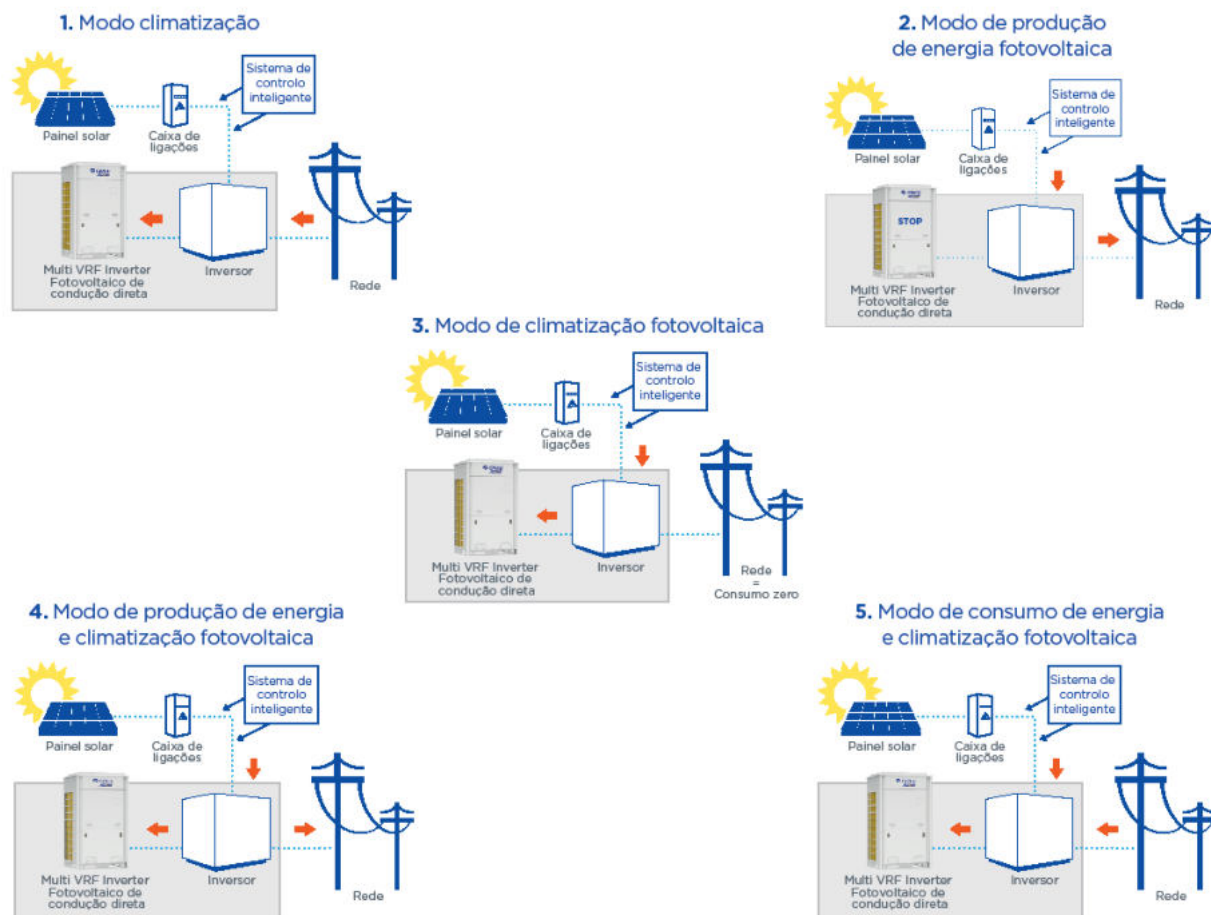 1. Modo climatização
Sistema de
controlo
inteligente
Painel solar
Caixa de
ligações
Multi VRF Inverter
Fotovoltaico de
condução direta
Inversor
Rede
2. Modo de produção
de energia fotovoltaica
Sistema de
controlo
inteligente
Painel solar
Caixa de
ligações
STOP
Multi VRF Inverter
Fotovoltaico de
condução direta
Inversor
Rede
3. Modo de climatização fotovoltaica
Sistema de
controlo
inteligente
Painel solar
Caixa de
ligações
Multi VRF Inverter
Fotovoltaico de
condução direta
Inversor
Rede
=
Consumo zero
4. Modo de produção de energia
e climatização fotovoltaica
Sistema de
controlo
inteligente
Painel solar
Caixa de
ligações
Multi VRF Inverter
Fotovoltaico de
condução direta
Inversor
Rede
5. Modo de consumo de energia
e climatização fotovoltaica
Sistema de
controlo
inteligente
Painel solar
Caixa de
ligações
Multi VRF Inverter
Fotovoltaico de
condução direta
Inversor
Rede